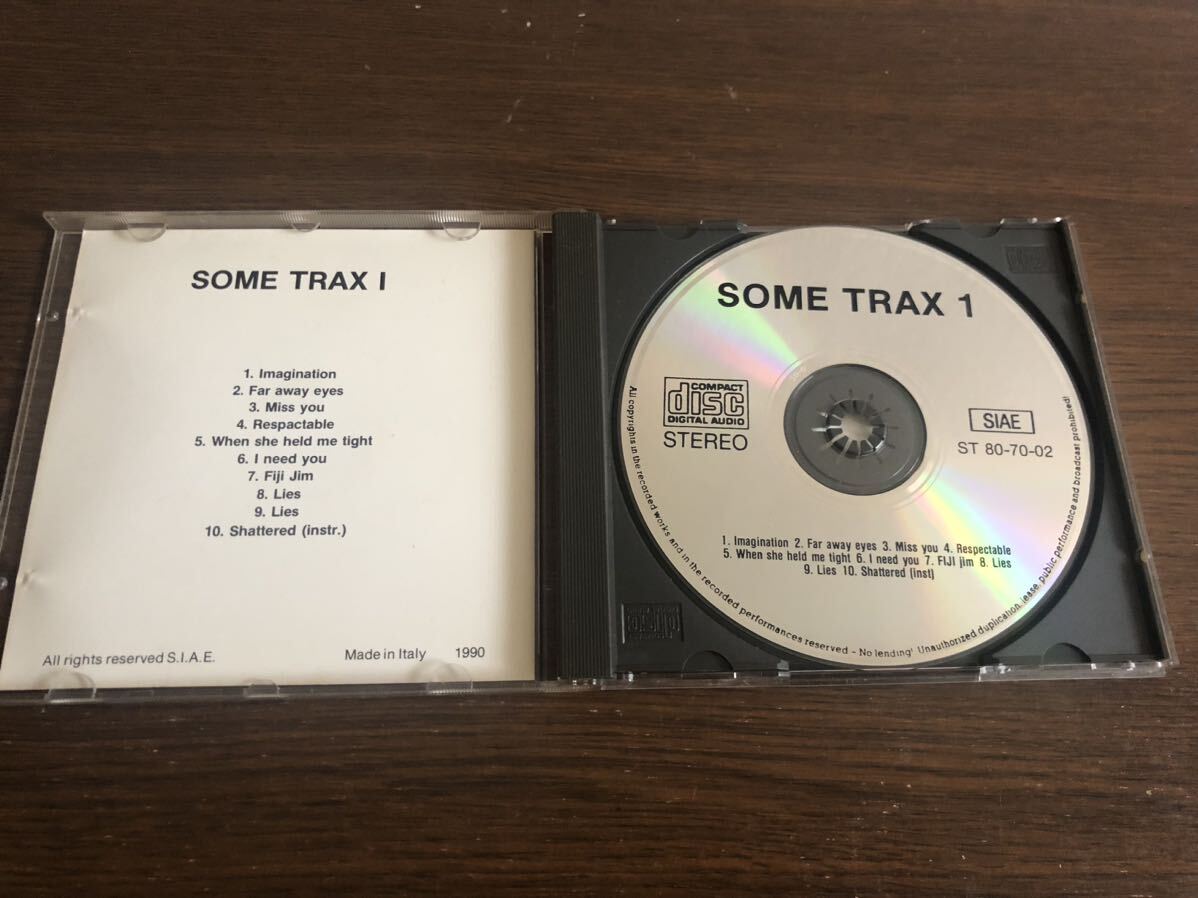 SOME TRAX I
1. Imagination
2. Far away eyes
3. Miss you
4. Respectable
5. When she held me tight
6. I need you
7. Fiji Jim
8. Lies
9. Lies
10. Shattered (instr.)
All rights reserved S.I.A.E.
Made in Italy 1990
SOME TRAX 1
COMPACT
disc
DIGITAL AUDIO
STEREO
SIAE
ST 80-70-02
1. Imagination 2. Far away eyes 3. Miss you 4. Respectable
5. When she held me tight 6. I need you 7. FIJI jim 8. Lies
9. Lies 10. Shattered (inst)
All copyrights in the recorded works and in the recorded performances reserved - No lending! Unauthorized duplication, lease, public performance and broadcast prohibited!